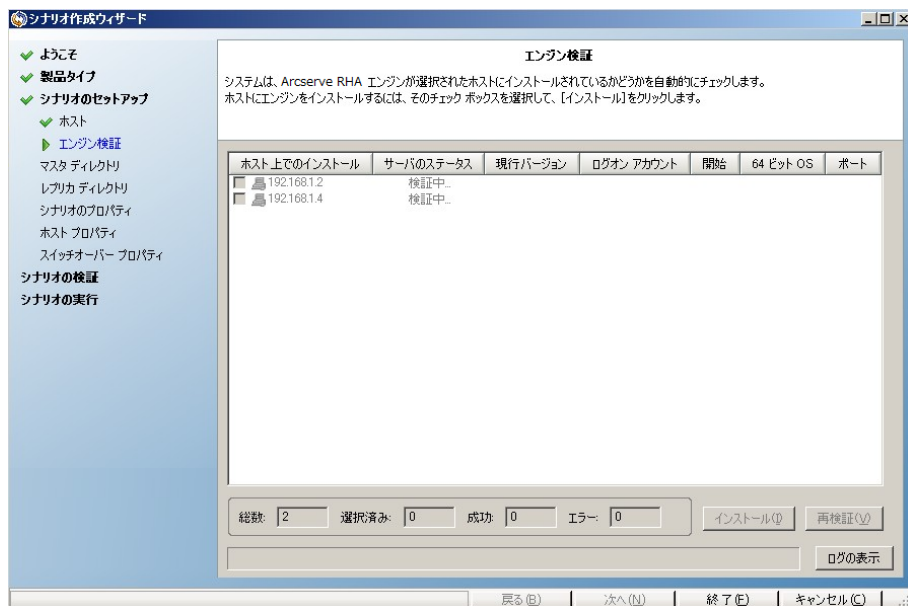 シナリオ作成ウィザード
ようこそ
製品タイプ
シナリオのセットアップ
ホスト
エンジン検証
マスタ ディレクトリ
レプリカ ディレクトリ
シナリオのプロパティ
ホスト プロパティ
スイッチオーバー プロパティ
シナリオの検証
シナリオの実行
エンジン検証
システムは、Arcserve RHA エンジンが選択されたホストにインストールされているかどうかを自動的にチェックします。
ホストにエンジンをインストールするには、そのチェック ボックスを選択して、[インストール]をクリックします。
ホスト上でのインストール サーバのステータス 現行バージョン ログオン アカウント 開始 64 ビット OS ポート
192.168.1.2 検証中...
192.168.1.4 検証中...
総数: 2 選択済み: 0 成功: 0 エラー: 0 インストール(I) 再検証(V)
ログの表示
戻る(B) 次へ(N) 終了(F) キャンセル(C)